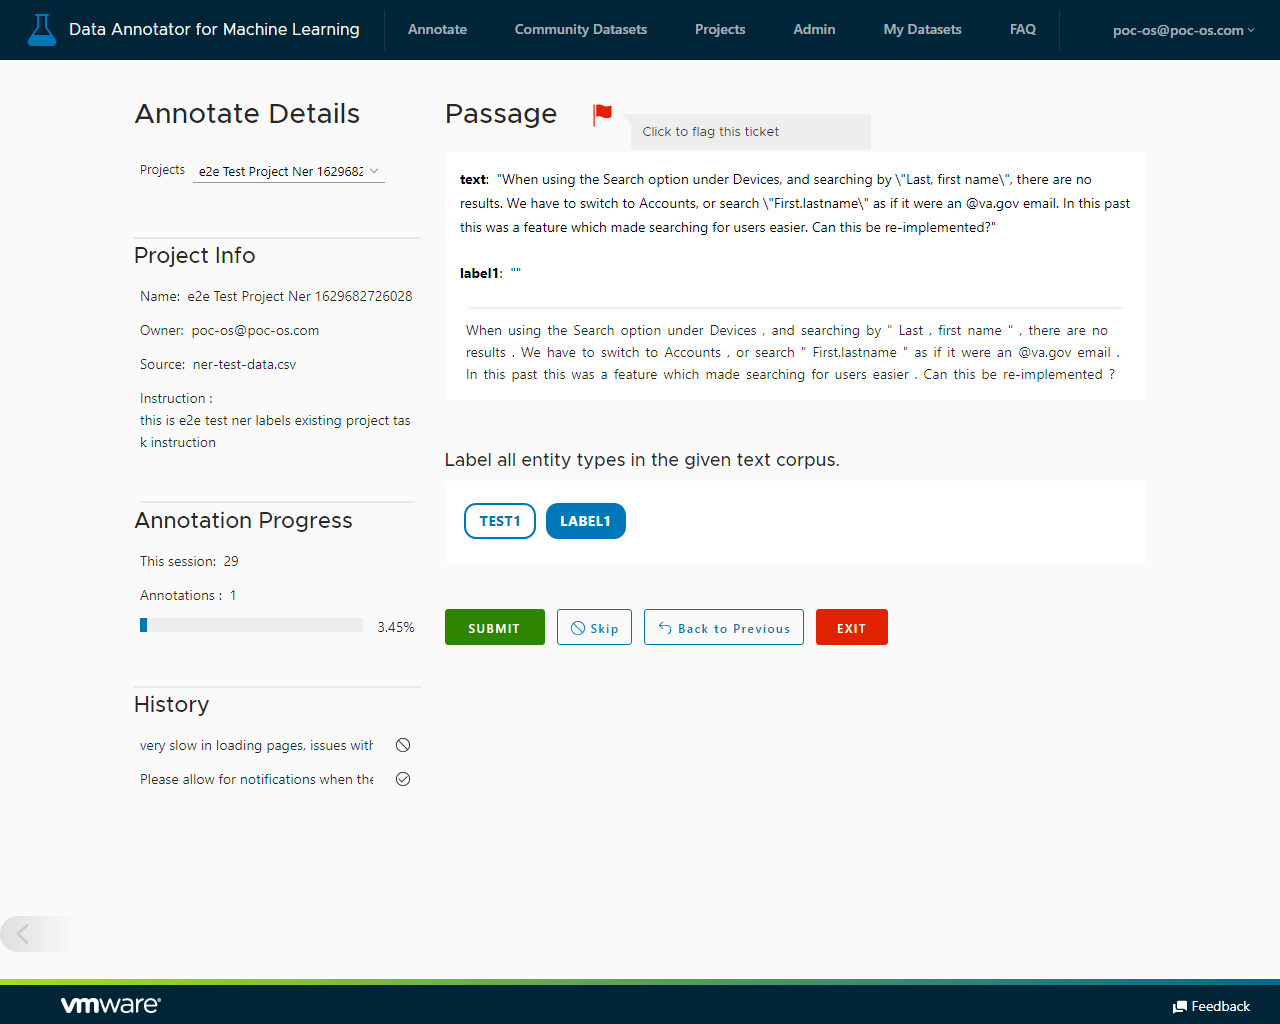 Data Annotator for Machine Learning
Annotate
Community Datasets
Projects
Admin
My Datasets
FAQ
poc-os@poc-os.com
Annotate Details
Projects
e2e Test Project Ner 1629682
Project Info
Name: e2e Test Project Ner 1629682726028
Owner: poc-os@poc-os.com
Source: ner-test-data.csv
Instruction :
this is e2e test ner labels existing project tas
k instruction
Annotation Progress
This session: 29
Annotations : 1
3.45%
History
very slow in loading pages, issues with
Please allow for notifications when the
Passage
Click to flag this ticket
text: "When using the Search option under Devices, and searching by \"Last, first name\", there are no
results. We have to switch to Accounts, or search \"First.lastname\" as if it were an @va.gov email. In this past
this was a feature which made searching for users easier. Can this be re-implemented?"
label1: ""
When using the Search option under Devices , and searching by " Last , first name " , there are no
results . We have to switch to Accounts , or search " First.lastname " as if it were an @va.gov email .
In this past this was a feature which made searching for users easier . Can this be re-implemented ?
Label all entity types in the given text corpus.
TEST1
LABEL1
SUBMIT
Skip
Back to Previous
EXIT
vmware®
Feedback